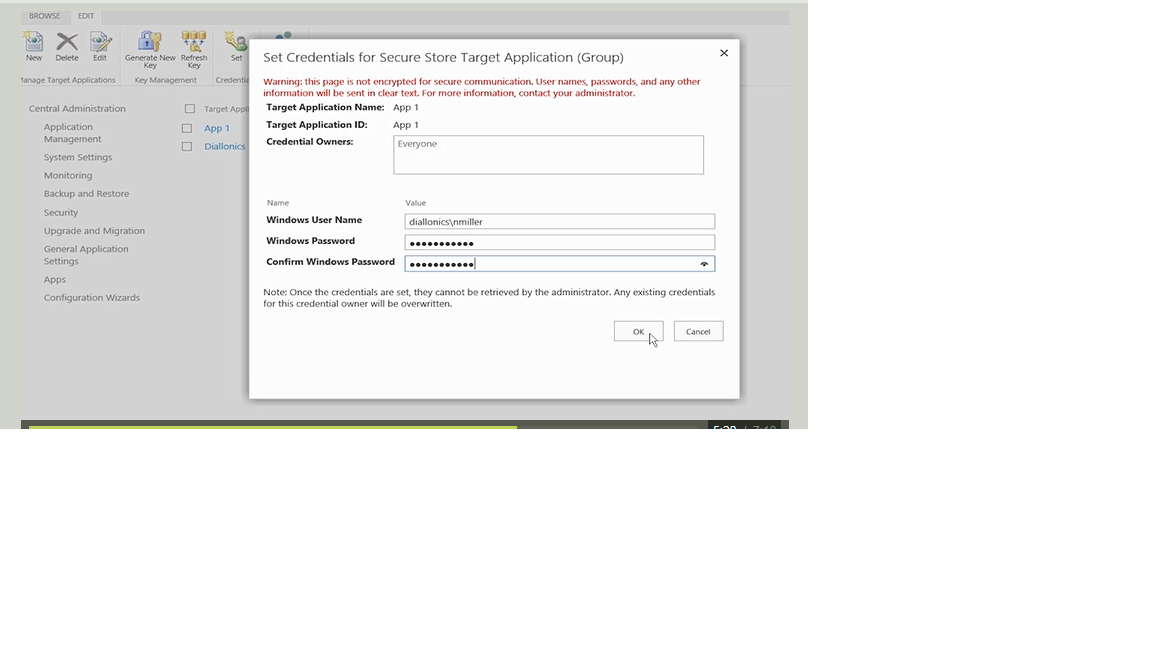 BROWSE EDIT
New Delete Edit Generate New Key Refresh Key Set
Manage Target Applications Key Management
Central Administration
Application
Management
System Settings
Monitoring
Backup and Restore
Security
Upgrade and Migration
General Application
Settings
Apps
Configuration Wizards
Target
App 1
Diallonics
Set Credentials for Secure Store Target Application (Group)
Warning: this page is not encrypted for secure communication. User names, passwords, and any other
information will be sent in clear text. For more information, contact your administrator.
Target Application Name: App 1
Target Application ID: App 1
Credential Owners: Everyone
Name Value
Windows User Name diallonics\nmiller
Windows Password •••••••••••
Confirm Windows Password •••••••••••
Note: Once the credentials are set, they cannot be retrieved by the administrator. Any existing credentials
for this credential owner will be overwritten.
OK Cancel